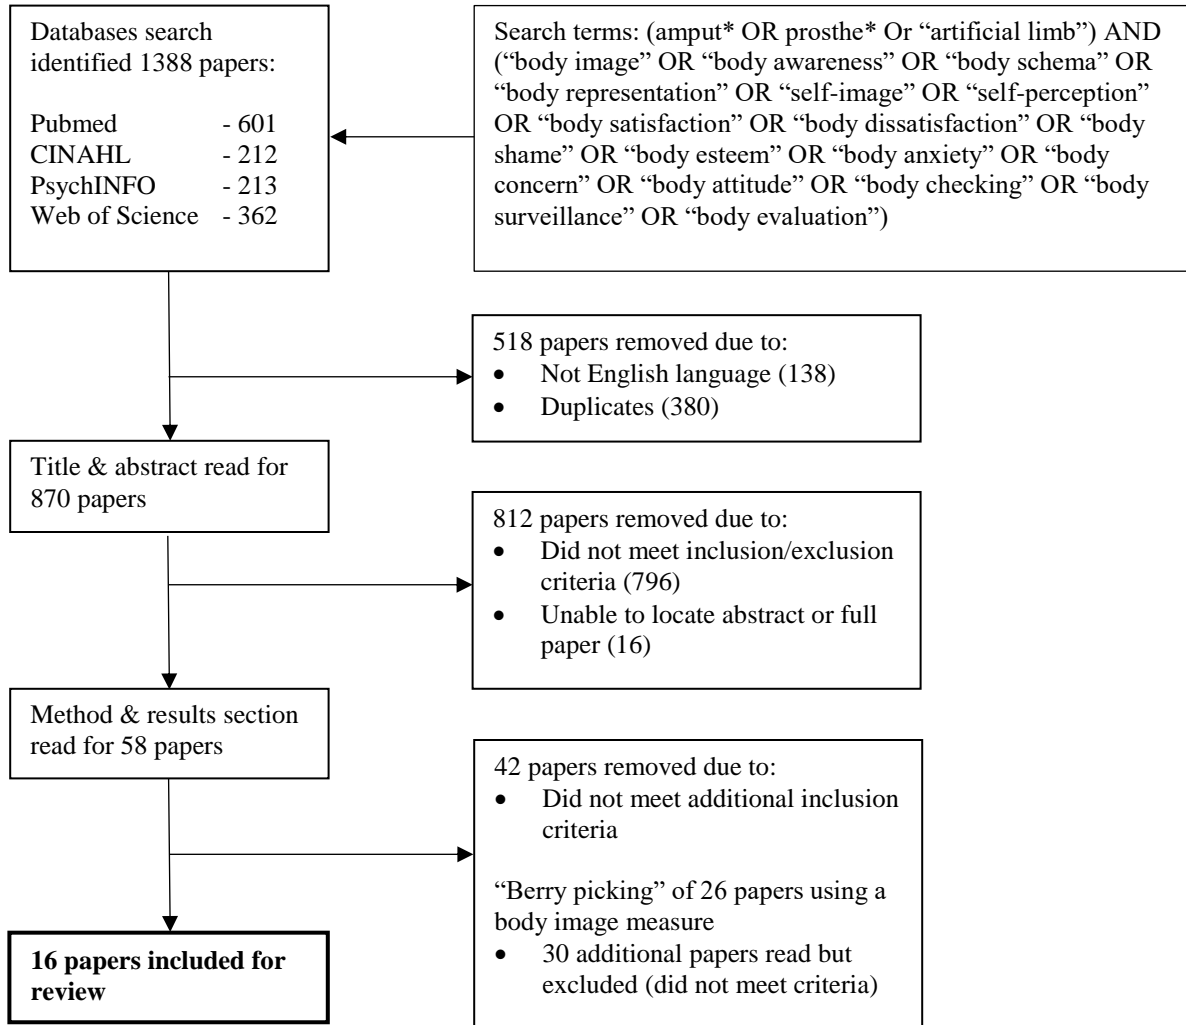 Databases search
identified 1388 papers:
Pubmed - 601
CINAHL - 212
PsychINFO - 213
Web of Science - 362
Search terms: (amput* OR prosthe* Or “artificial limb”) AND
(“body image” OR “body awareness” OR “body schema” OR
“body representation” OR “self-image” OR “self-perception”
OR “body satisfaction” OR “body dissatisfaction” OR “body
shame” OR “body esteem” OR “body anxiety” OR “body
concern” OR “body attitude” OR “body checking” OR “body
surveillance” OR “body evaluation”)
518 papers removed due to:
• Not English language (138)
• Duplicates (380)
Title & abstract read for
870 papers
812 papers removed due to:
• Did not meet inclusion/exclusion
criteria (796)
• Unable to locate abstract or full
paper (16)
Method & results section
read for 58 papers
42 papers removed due to:
• Did not meet additional inclusion
criteria
“Berry picking” of 26 papers using a
body image measure
• 30 additional papers read but
excluded (did not meet criteria)
16 papers included for
review